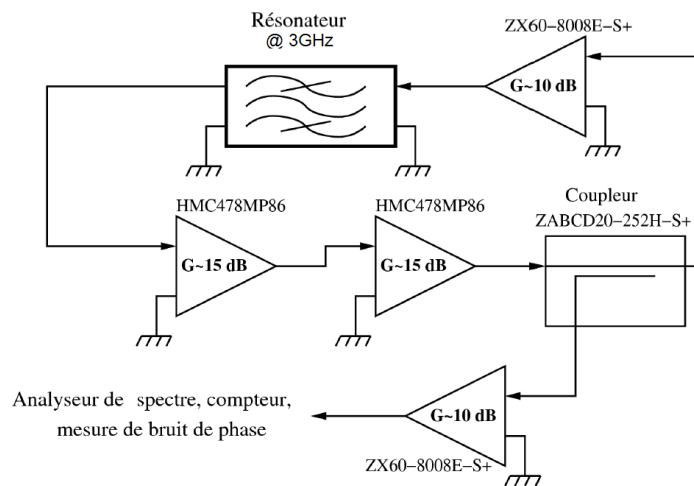 Résonateur
@ 3GHz
ZX60-8008E-S+
G~10 dB
HMC478MP86
HMC478MP86
Coupleur
ZABCD20-252H-S+
G~15 dB
G~15 dB
Analyseur de spectre, compteur,
mesure de bruit de phase
G~10 dB
ZX60-8008E-S+